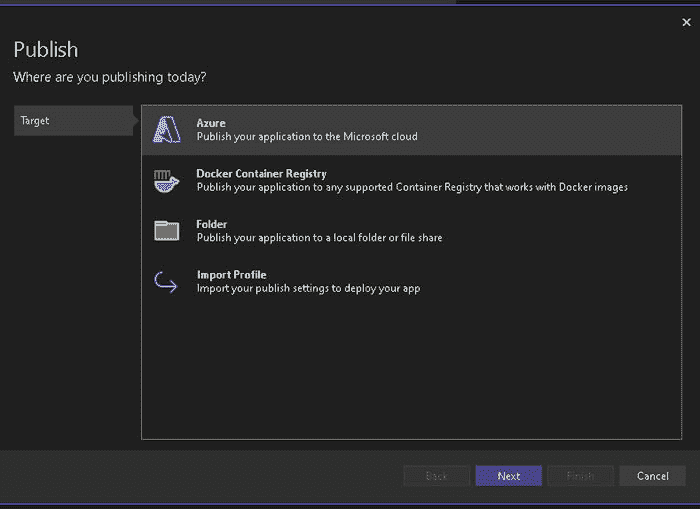 Publish
Where are you publishing today?
Target
Azure
Publish your application to the Microsoft cloud
Docker Container Registry
Publish your application to any supported Container Registry that works with Docker images
Folder
Publish your application to a local folder or file share
Import Profile
Import your publish settings to deploy your app
Back
Next
Finish
Cancel